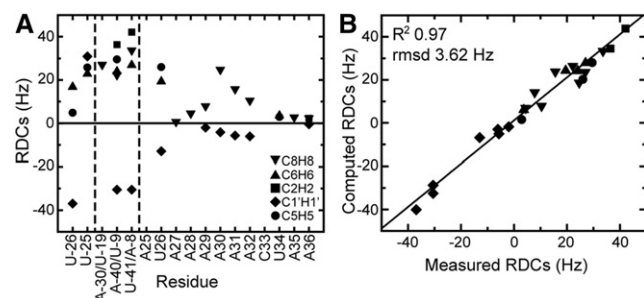 A
RDCs (Hz)
40
20
0
-20
-40
C8H8
C6H6
C2H2
C1'H1'
C5H5
U-26
U-25
A-30/U-19
A-40/U-9
U-41/A-8
A25
U26
A27
A28
A29
A30
A31
A32
C33
U34
A35
A36
Residue
B
R² 0.97
rmsd 3.62 Hz
Computed RDCs (Hz)
40
20
0
-20
-40
-40 -20 0 20 40
Measured RDCs (Hz)